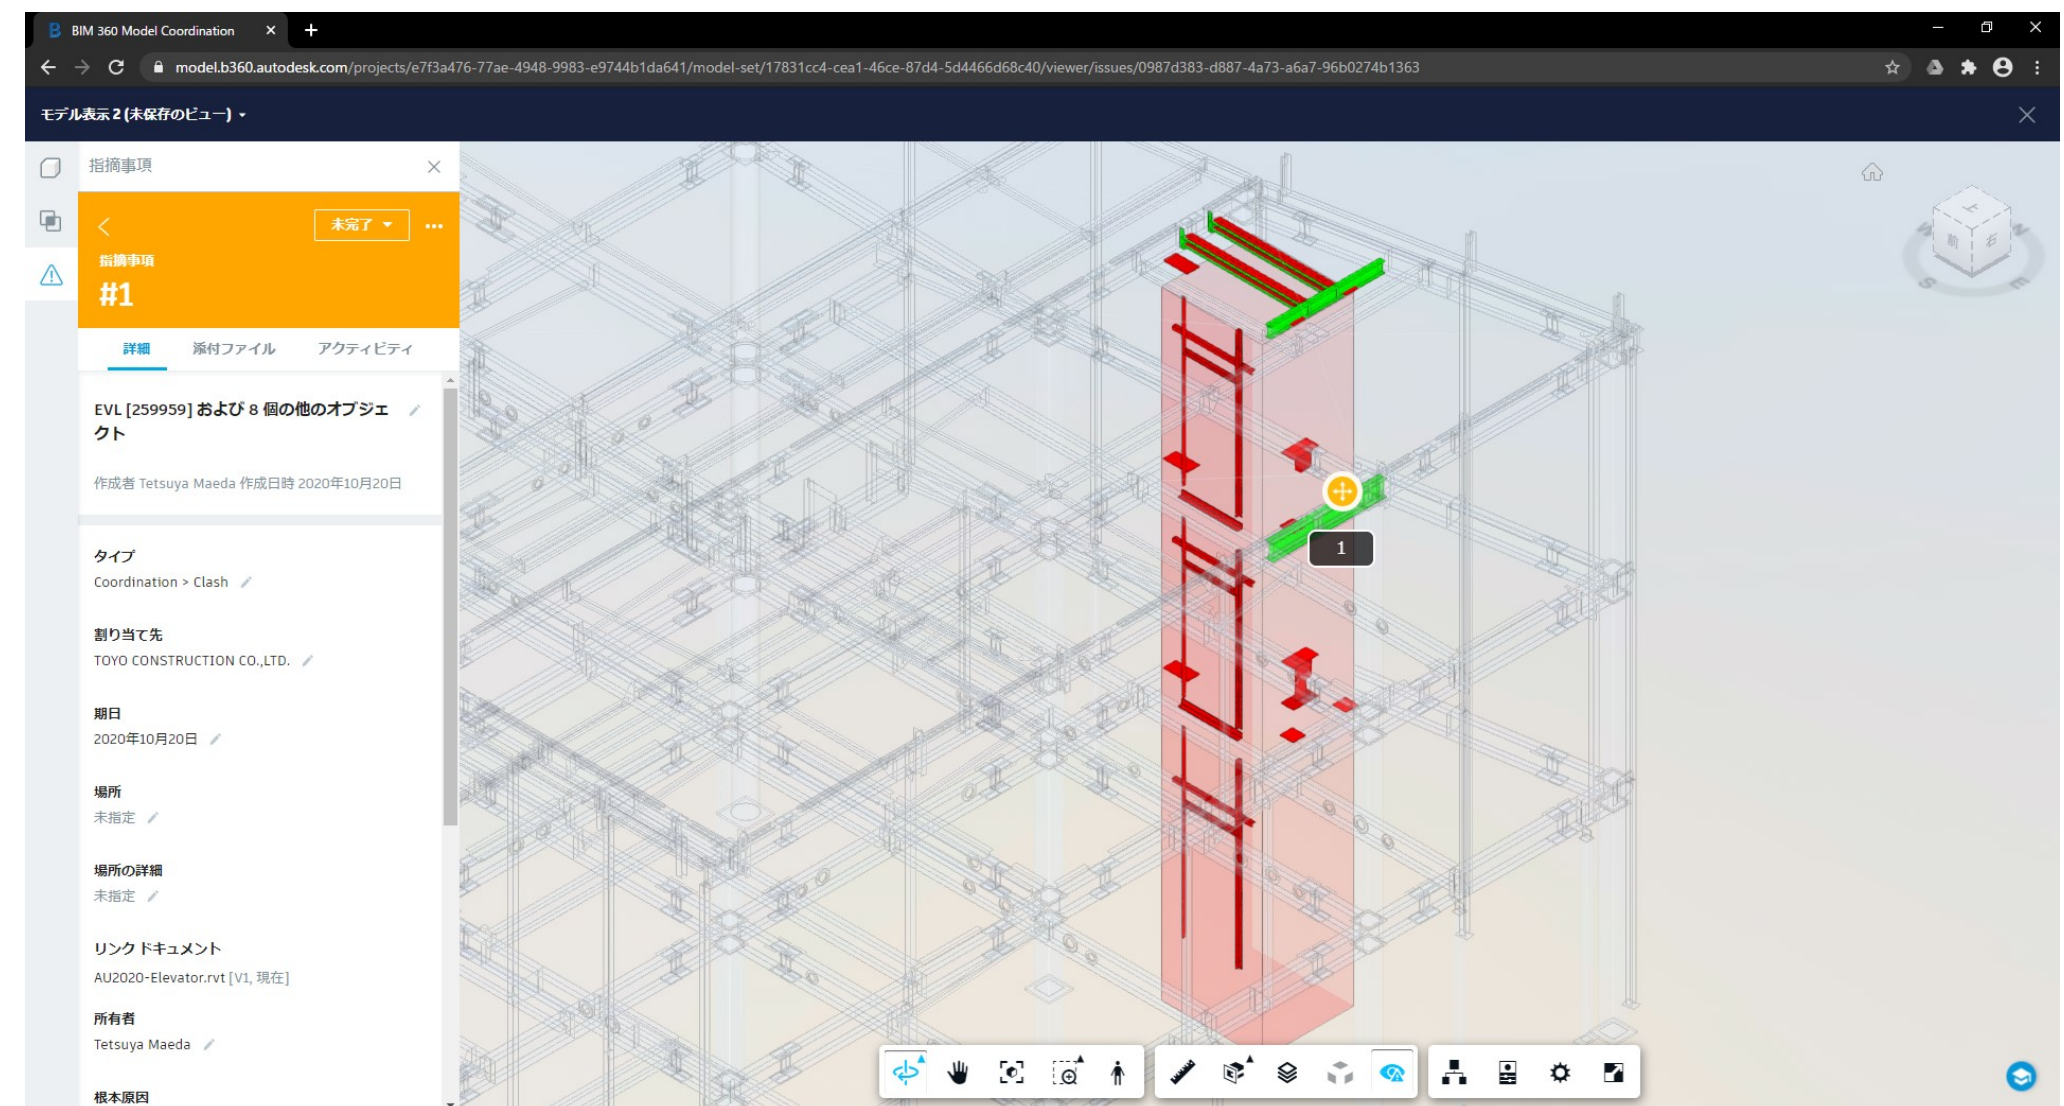 BIM 360 Model Coordination
model.b360.autodesk.com/projects/e7f3a476-77ae-4948-9983-e9744b1da641/model-set/17831cc4-cea1-46ce-87d4-5d4466d68c40/viewer/issues/0987d383-d887-4a73-a6a7-96b0274b1363
モデル表示 2 (未保存のビュー)
指摘事項
未完了
指摘事項
#1
詳細 添付ファイル アクティビティ
EVL [259959] および 8 個の他のオブジェ
クト
作成者 Tetsuya Maeda 作成日時 2020年10月20日
タイプ
Coordination > Clash
割り当て先
TOYO CONSTRUCTION CO.,LTD.
期日
2020年10月20日
場所
未指定
場所の詳細
未指定
リンク ドキュメント
AU2020-Elevator.rvt [V1, 現在]
所有者
Tetsuya Maeda
根本原因
1
上
前 右
S E